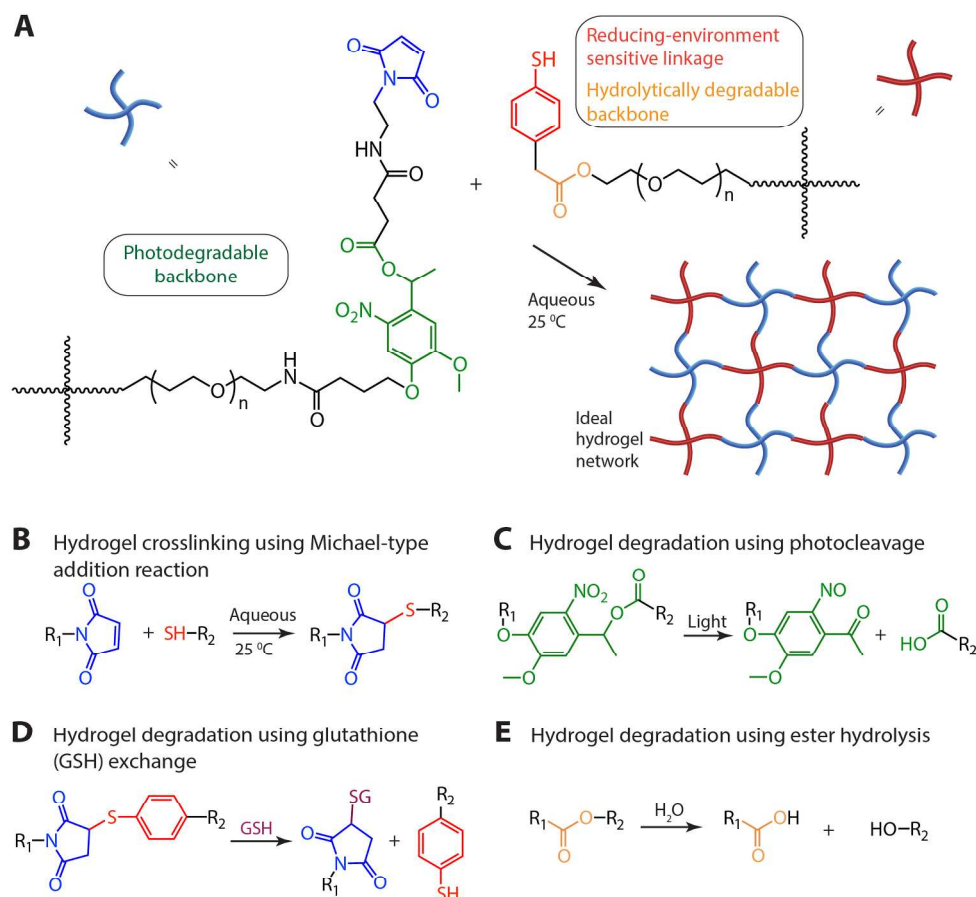 A
SH
Reducing-environment
sensitive linkage
Hydrolytically degradable
backbone
O
N
O
HN
O
+
O
O
O
n
=
=
Photodegradable
backbone
O
O
O2N
O
O
O
n
H
N
O
Aqueous
25 ⁰C
Ideal
hydrogel
network
B Hydrogel crosslinking using Michael-type
addition reaction
O
R1
N
O
+ SH–R2
Aqueous
25 ⁰C
O
R1
N
O
S–R2
C Hydrogel degradation using photocleavage
R1
O
O
NO2
O
O
R2
Light
R1
O
O
NO
O
+
HO
O
R2
D Hydrogel degradation using glutathione
(GSH) exchange
O
R1
N
O
S
R2
GSH
SG
O
N
R1
O
+
R2
SH
E Hydrogel degradation using ester hydrolysis
R1
O
O–R2
H2O
R1
OH
O
+
HO–R2